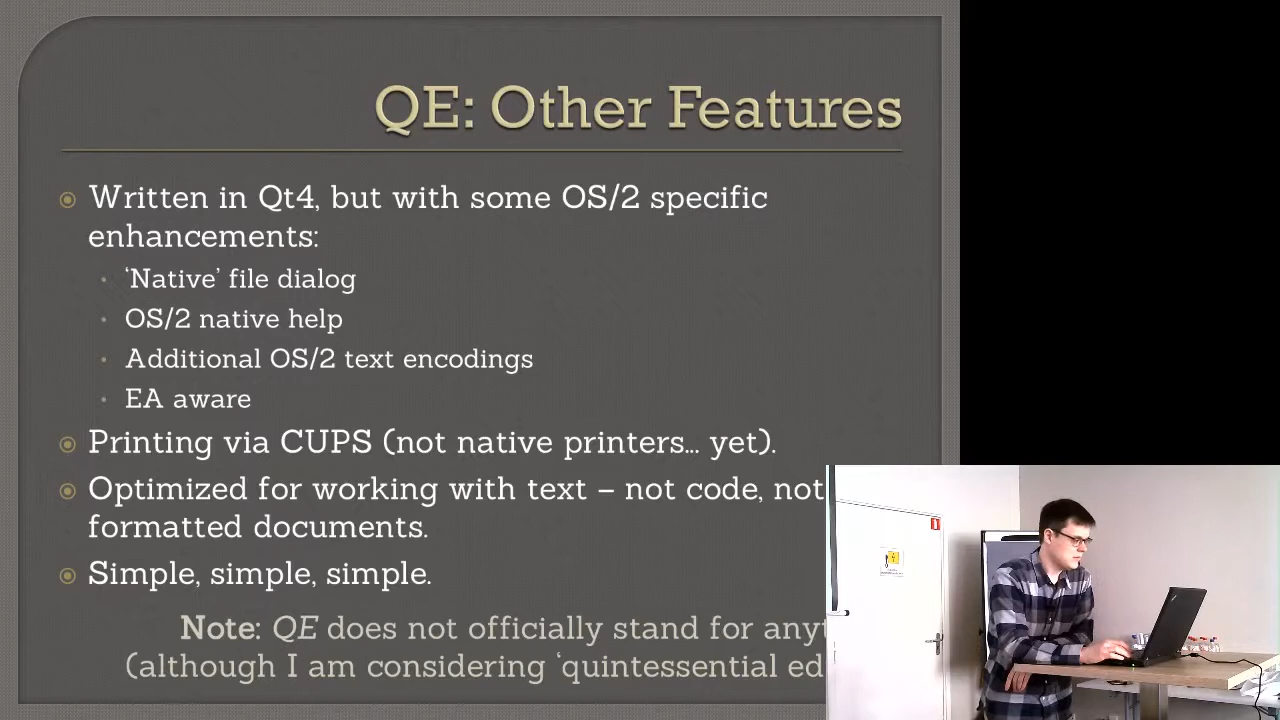 QE: Other Features
Written in Qt4, but with some OS/2 specific
enhancements:
‘Native’ file dialog
OS/2 native help
Additional OS/2 text encodings
EA aware
Printing via CUPS (not native printers... yet).
Optimized for working with text – not code, not
formatted documents.
Simple, simple, simple.
Note: QE does not officially stand for
(although I am considering ‘quintessential